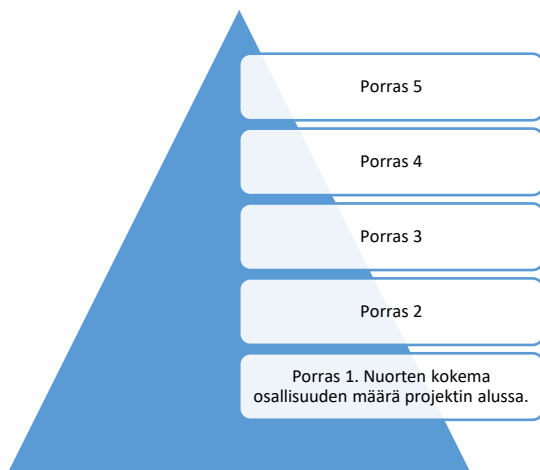 Porras 5
Porras 4
Porras 3
Porras 2
Porras 1. Nuorten kokema
osallisuuden määrä projektin alussa.